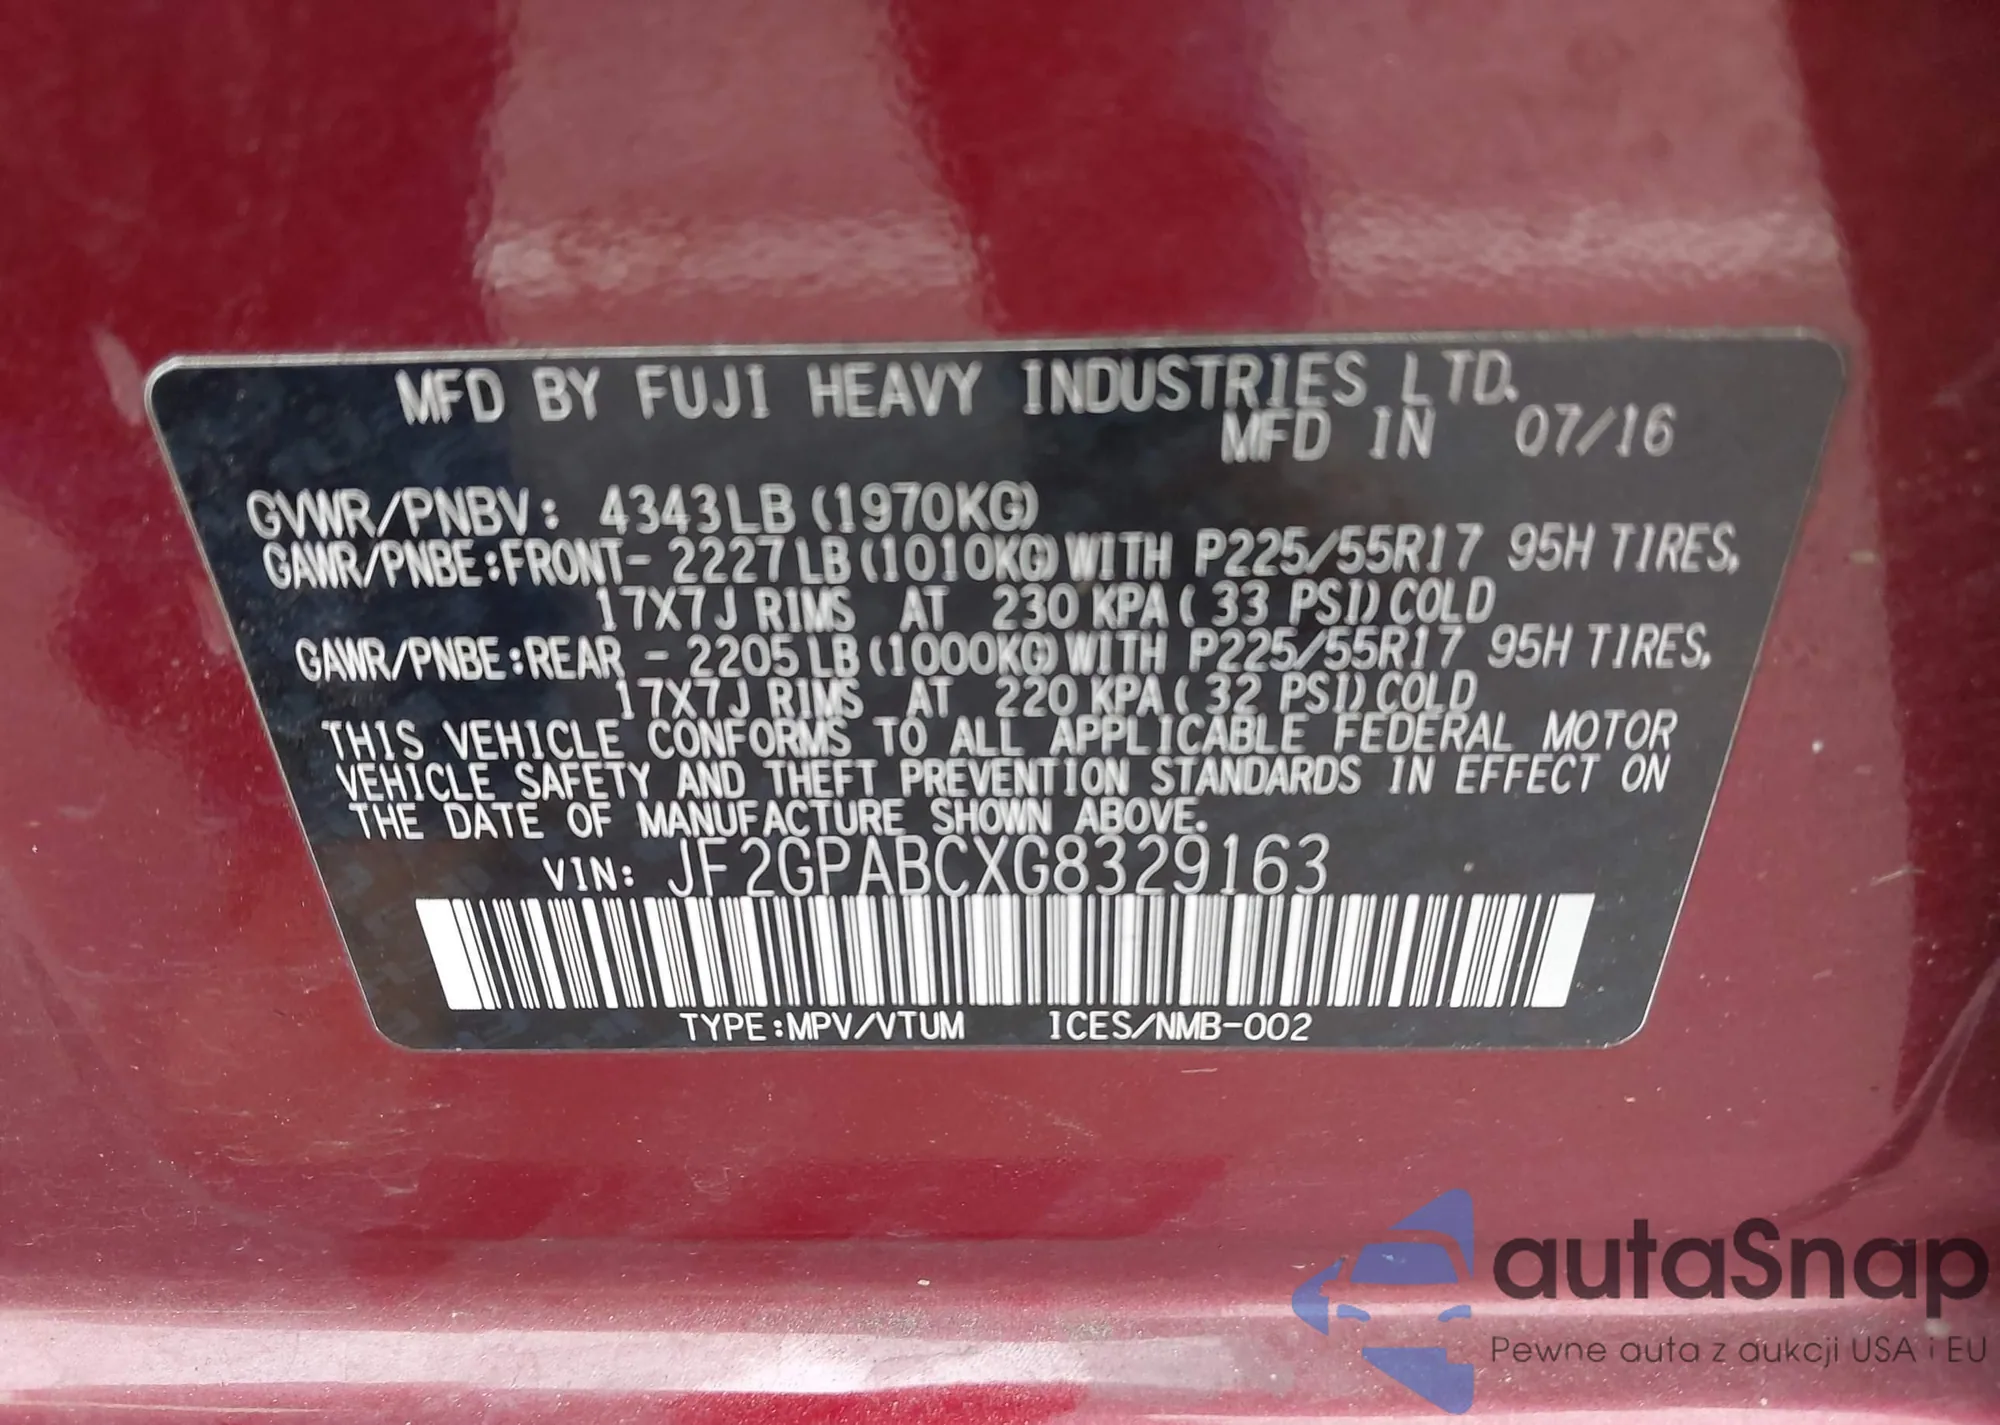 MFD BY FUJI HEAVY INDUSTRIES LTD.
MFD IN 07/16
GVWR/PNBV: 4343LB (1970KG)
GAWR/PNBE:FRONT- 2227LB (1010KG) WITH P225/55R17 95H TIRES,
17X7J RIMS AT 230 KPA ( 33 PSI) COLD
GAWR/PNBE:REAR - 2205LB (1000KG) WITH P225/55R17 95H TIRES,
17X7J RIMS AT 220 KPA ( 32 PSI) COLD
THIS VEHICLE CONFORMS TO ALL APPLICABLE FEDERAL MOTOR
VEHICLE SAFETY AND THEFT PREVENTION STANDARDS IN EFFECT ON
THE DATE OF MANUFACTURE SHOWN ABOVE.
VIN: JF2GPABCXG8329163
TYPE:MPV/VTUM ICES/NMB-002
autaSnap
Pewne auta z aukcji USA i EU